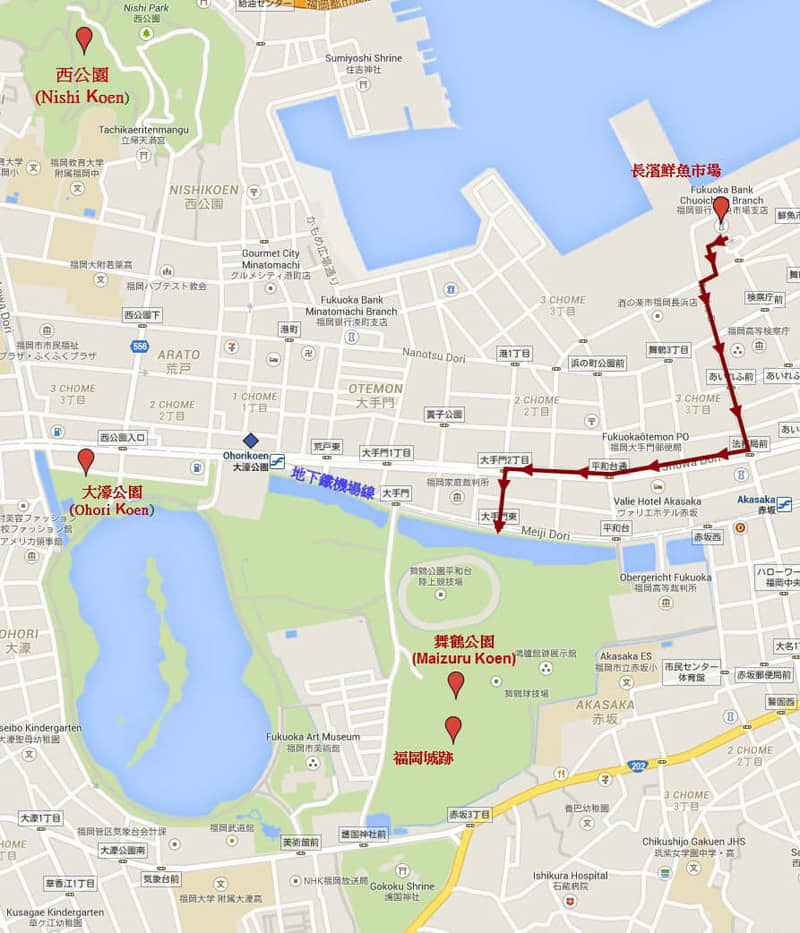 Nishi Park
西公園
給油センター
西公園
(Nishi Koen)
Sumiyoshi Shrine
住吉神社
Tachikaeritenmangu
立帰天満宮
福岡教育大学
附属福岡中
NISHIKOEN
西公園
かもめ広場通り
長濱鮮魚市場
Fukuoka Bank
Chuoichiba Branch
福岡銀行中央市場支店
鮮魚市
福岡大附若葉高
福岡バプテスト教会
Gourmet City
Minatomachi
グルメシティ港町店
Fukuoka Bank
Minatomachi Branch
福岡銀行湊町支店
3 CHOME
3丁目
酒の楽市福岡長浜店
検察庁前
福岡高等検察庁
西公園下
556
港町
福岡市市民福祉
プラザ・ふくふくプラザ
ARATO
荒戸
Nanotsu Dori
港1丁目
浜の町公園前
舞鶴3丁目
あいれふ前
あいれふ
3 CHOME
3丁目
2 CHOME
2丁目
1 CHOME
1丁目
OTEMON
大手門
簀子公園
2 CHOME
2丁目
3 CHOME
3丁目
西公園入口
Ohorikoen
大濠公園
荒戸東
大手門1丁目
大手門2丁目
平和台通
Fukuokaōtemon PO
福岡大手門郵便局
法務局前
Showa Dori
大濠公園
(Ohori Koen)
地下鐵機場線
大手門
福岡家庭裁判所
大手門東
Meiji Dori
平和台
Valie Hotel Akasaka
ヴァリエホテル赤坂
Akasaka
赤坂
赤坂西
村美容ファッション
校ファッション
アメリカ領事館
舞鶴公園平和台
陸上競技場
Obergericht Fukuoka
福岡高等裁判所
ハローワー
福岡中央
OHORI
大濠
舞鶴公園
(Maizuru Koen)
鴻臚館跡展示館
舞鶴球技場
Akasaka ES
福岡市立赤坂小
市民センター
体育館
大名1
赤坂郵便局前
警固西
AKASAKA
赤坂
seibo Kindergarten
大濠聖母幼稚園
Fukuoka Art Museum
福岡市美術館
福岡城跡
202
2 CHOME
2丁目
養巴幼稚園
3 CHOME
3丁目
大濠1丁目
福岡管区気象台会計課
福岡武道館
美術館前
護国神社前
赤坂3丁目
大濠公園南
気象台前
Chikushijo Gakuen JHS
筑紫女学園中学・高
草香江1丁目
福岡大学 附属大濠高
NHK福岡放送局
Gokoku Shrine
護国神社
Ishikura Hospital
石蔵病院
Kusagae Kindergarten
草ケ江幼稚園